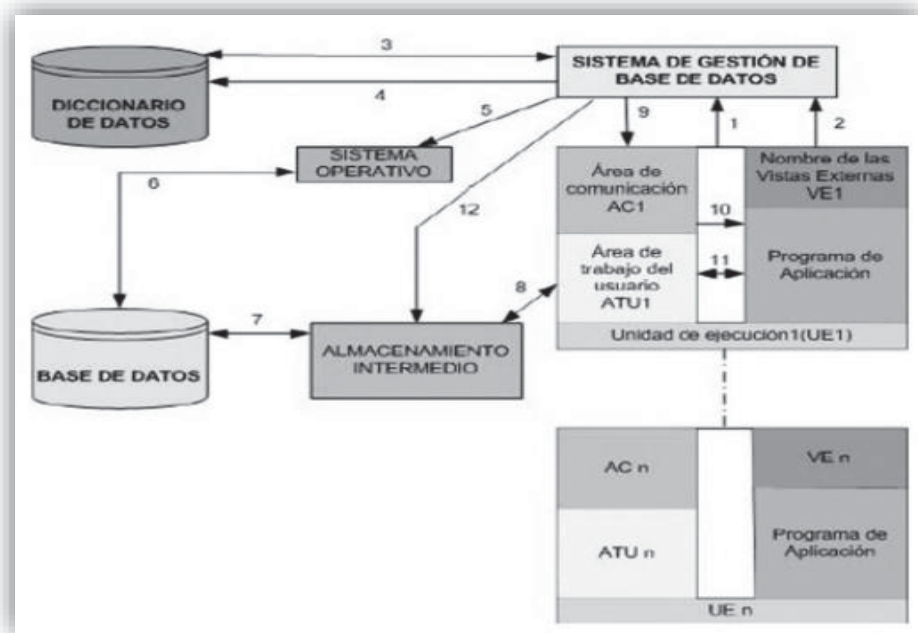 3
SISTEMA DE GESTIÓN DE
BASE DE DATOS
4
DICCIONARIO
DE DATOS
5
9
1
2
SISTEMA
OPERATIVO
Área de
comunicación
AC1
Nombre de las
Vistas Externas
VE1
6
12
10
Área de
trabajo del
usuario
ATU1
11
Programa de
Aplicación
8
7
BASE DE DATOS
ALMACENAMIENTO
INTERMEDIO
Unidad de ejecución1(UE1)
AC n
VE n
ATU n
Programa de
Aplicación
UE n